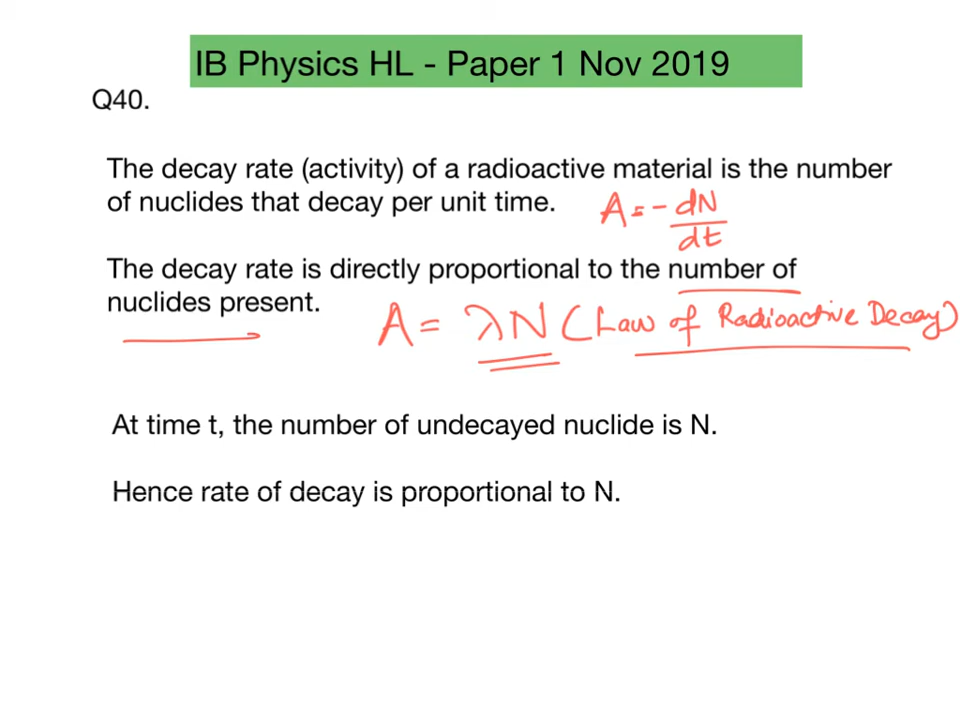 IB Physics HL - Paper 1 Nov 2019
Q40.
The decay rate (activity) of a radioactive material is the number
of nuclides that decay per unit time. A = - dN/dt
The decay rate is directly proportional to the number of
nuclides present. A = λN (Law of Radioactive Decay)
At time t, the number of undecayed nuclide is N.
Hence rate of decay is proportional to N.